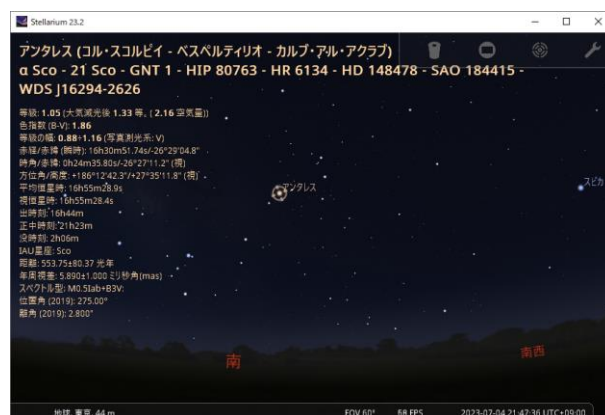 Stellarium 23.2
アンタレス (コル・スコルピイ - ベスペルティリオ - カルブ・アル・アクラブ)
α Sco - 21 Sco - GNT 1 - HIP 80763 - HR 6134 - HD 148478 - SAO 184415 -
WDS J16294-2626
等級: 1.05 (大気減光後 1.33 等, ( 2.16 空気量))
色指数 (B-V): 1.86
等級の幅: 0.88÷1.16 (写真測光系: V)
赤経/赤緯 (瞬時): 16h30m51.74s/-26°29'04.8"
時角/赤緯: 0h24m35.80s/-26°27'11.2" (視)
方位角/高度: +186°12'42.3"/+27°35'11.8" (視)
平均恒星時: 16h55m28.9s
視恒星時: 16h55m28.4s
出時刻: 16h44m
正中時刻: 21h23m
没時刻: 2h06m
IAU星座: Sco
距離: 553.75±80.37 光年
年周視差: 5.890±1.000 ミリ秒角(mas)
スペクトル型: M0.5Iab+B3V:
位置角 (2019): 275.00°
離角 (2019): 2.800"
アンタレス
スピカ
南
南西
地球, 東京, 44 m
FOV 60°
58 FPS
2023-07-04 21:47:36 UTC+09:00